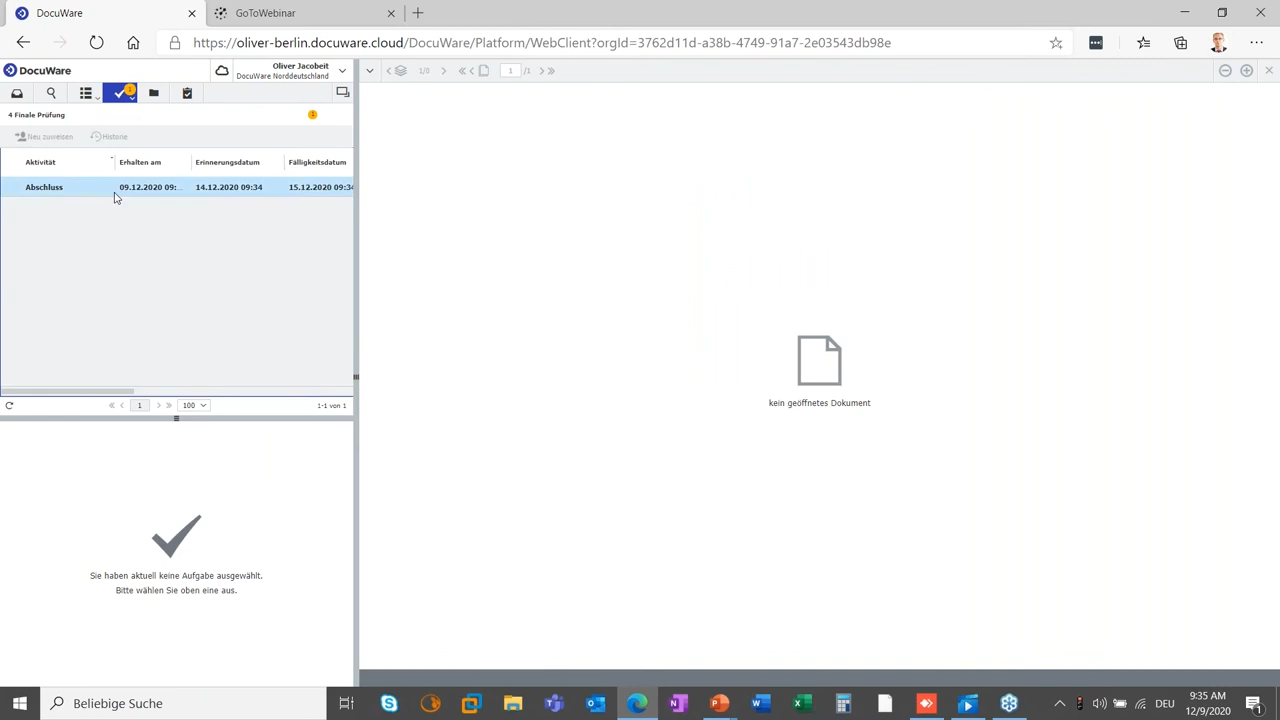 DocuWare
GoToWebinar
https://oliver-berlin.docuware.cloud/DocuWare/Platform/WebClient?orgId=3762d11d-a38b-4749-91a7-2e03543db98e
DocuWare
Oliver Jacobeit
DocuWare Norddeutschland
1/0
1 /1
1
4 Finale Prüfung
1
Neu zuweisen
Historie
Aktivität
Erhalten am
Erinnerungsdatum
Fälligkeitsdatum
Abschluss
09.12.2020 09:...
14.12.2020 09:34
15.12.2020 09:34
kein geöffnetes Dokument
1
100
1-1 von 1
Sie haben aktuell keine Aufgabe ausgewählt.
Bitte wählen Sie oben eine aus.
Beliebige Suche
DEU
9:35 AM
12/9/2020